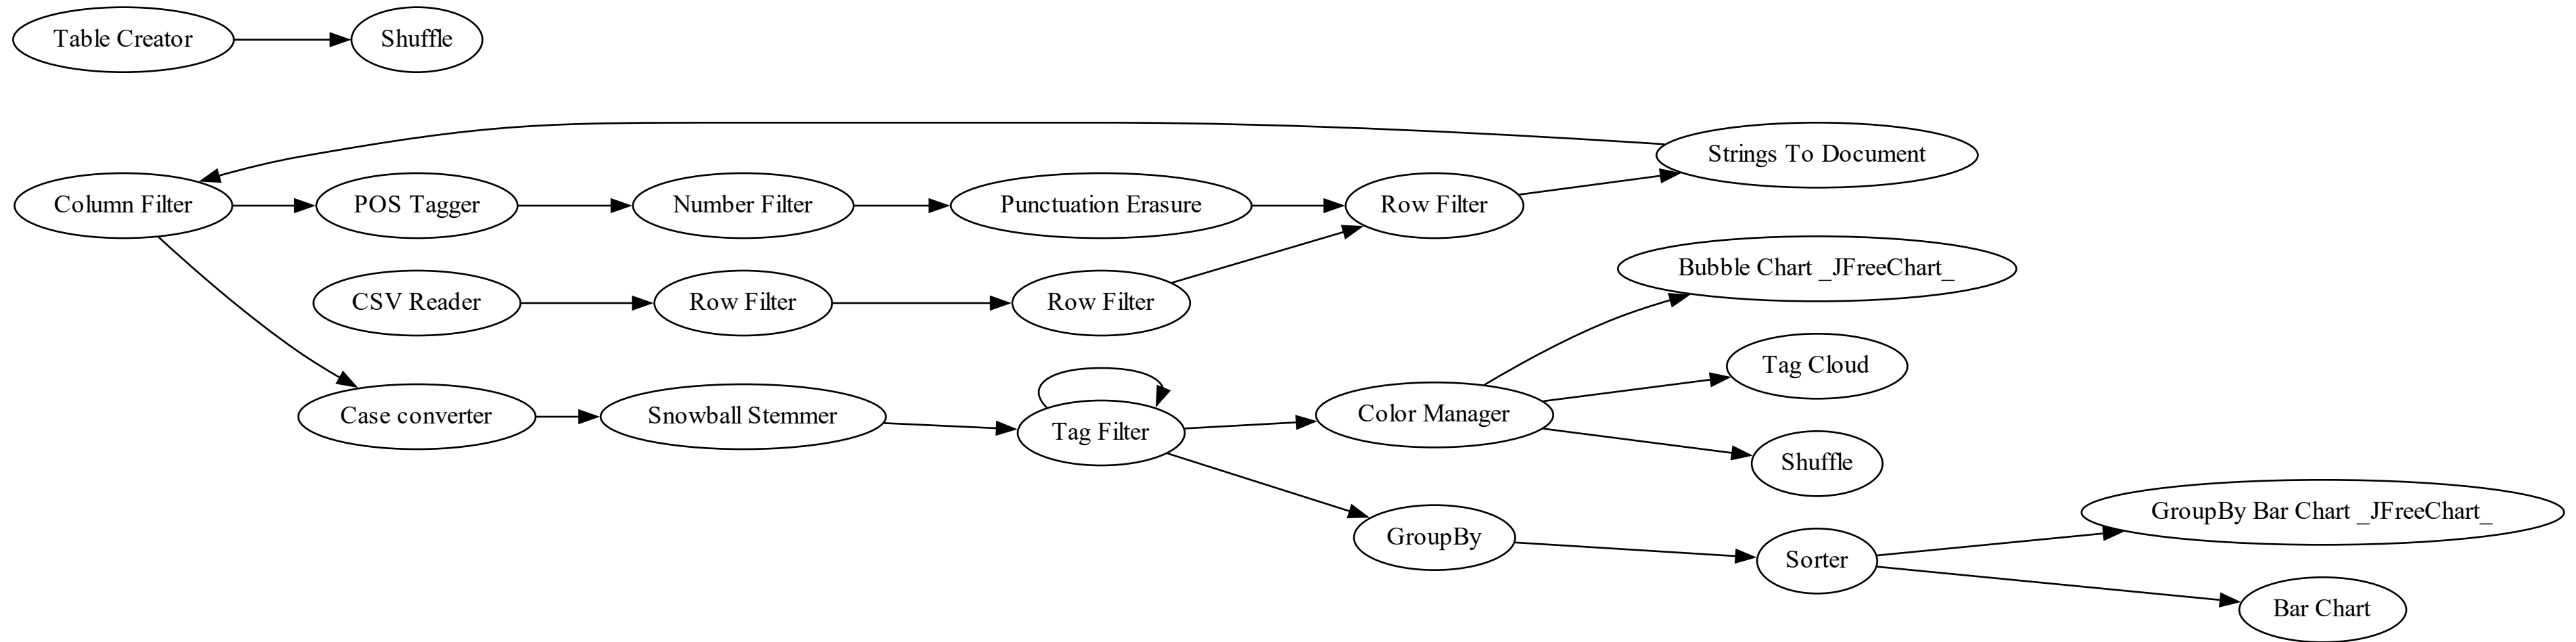 Table Creator
Shuffle
Strings To Document
Column Filter
POS Tagger
Number Filter
Punctuation Erasure
Row Filter
Bubble Chart _JFreeChart_
CSV Reader
Row Filter
Row Filter
Tag Cloud
Case converter
Snowball Stemmer
Tag Filter
Color Manager
Shuffle
GroupBy
GroupBy Bar Chart _JFreeChart_
Sorter
Bar Chart